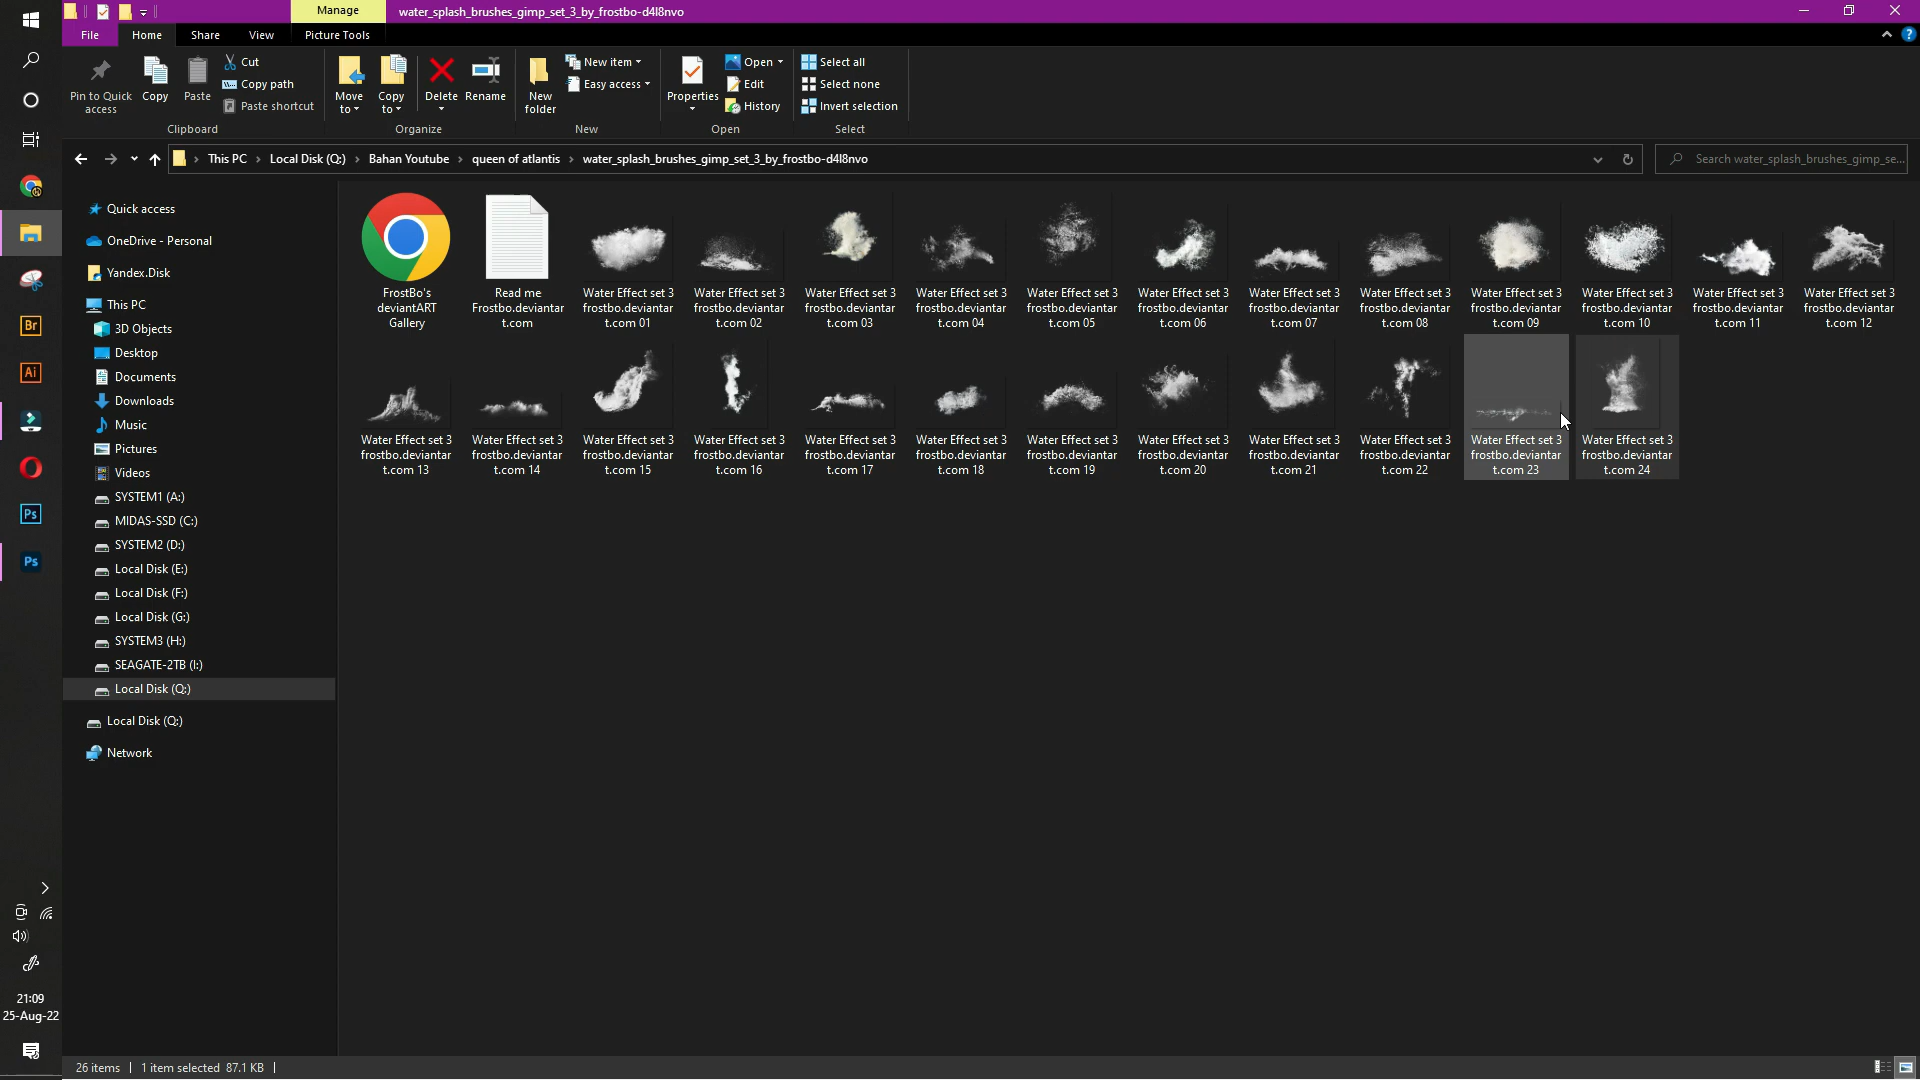 Manage
water_splash_brushes_gimp_set_3_by_frostbo-d4l8nvo
File
Home
Share
View
Picture Tools
Pin to Quick access
Copy
Paste
Cut
Copy path
Paste shortcut
Clipboard
Move to
Copy to
Delete
Rename
Organize
New folder
New item
Easy access
New
Properties
Open
Edit
History
Open
Select all
Select none
Invert selection
Select
This PC
Local Disk (Q:)
Bahan Youtube
queen of atlantis
water_splash_brushes_gimp_set_3_by_frostbo-d4l8nvo
Search water_splash_brushes_gimp_se...
Quick access
OneDrive - Personal
Yandex.Disk
This PC
3D Objects
Desktop
Documents
Downloads
Music
Pictures
Videos
SYSTEM1 (A:)
MIDAS-SSD (C:)
SYSTEM2 (D:)
Local Disk (E:)
Local Disk (F:)
Local Disk (G:)
SYSTEM3 (H:)
SEAGATE-2TB (I:)
Local Disk (Q:)
Local Disk (Q:)
Network
FrostBo's deviantART Gallery
Read me Frostbo.deviantart.com
Water Effect set 3 frostbo.deviantart.com 01
Water Effect set 3 frostbo.deviantart.com 02
Water Effect set 3 frostbo.deviantart.com 03
Water Effect set 3 frostbo.deviantart.com 04
Water Effect set 3 frostbo.deviantart.com 05
Water Effect set 3 frostbo.deviantart.com 06
Water Effect set 3 frostbo.deviantart.com 07
Water Effect set 3 frostbo.deviantart.com 08
Water Effect set 3 frostbo.deviantart.com 09
Water Effect set 3 frostbo.deviantart.com 10
Water Effect set 3 frostbo.deviantart.com 11
Water Effect set 3 frostbo.deviantart.com 12
Water Effect set 3 frostbo.deviantart.com 13
Water Effect set 3 frostbo.deviantart.com 14
Water Effect set 3 frostbo.deviantart.com 15
Water Effect set 3 frostbo.deviantart.com 16
Water Effect set 3 frostbo.deviantart.com 17
Water Effect set 3 frostbo.deviantart.com 18
Water Effect set 3 frostbo.deviantart.com 19
Water Effect set 3 frostbo.deviantart.com 20
Water Effect set 3 frostbo.deviantart.com 21
Water Effect set 3 frostbo.deviantart.com 22
Water Effect set 3 frostbo.deviantart.com 23
Water Effect set 3 frostbo.deviantart.com 24
Br
Ai
Ps
Ps
21:09
25-Aug-22
26 items
1 item selected 87.1 KB